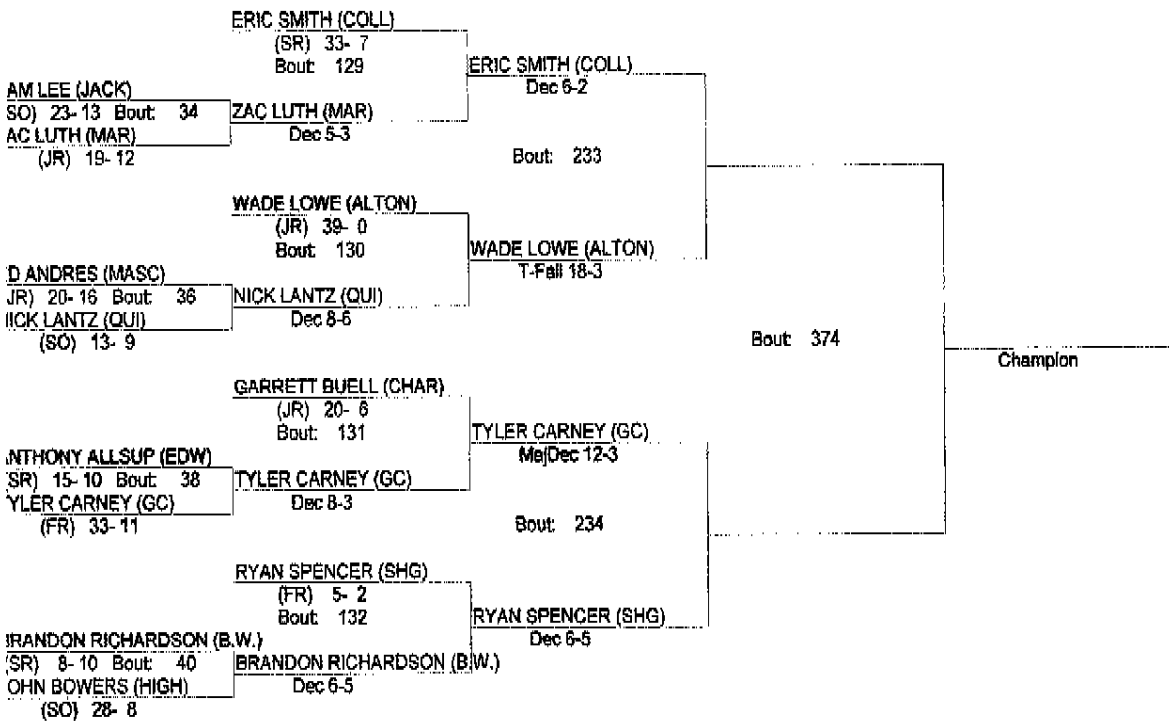 ERIC SMITH (COLL)
(SR) 33- 7
Bout: 129
ERIC SMITH (COLL)
Dec 6-2
AM LEE (JACK)
SO) 23- 13 Bout: 34
ZAC LUTH (MAR)
AC LUTH (MAR)
Dec 5-3
(JR) 19- 12
Bout: 233
WADE LOWE (ALTON)
(JR) 39- 0
Bout: 130
WADE LOWE (ALTON)
T-Fall 18-3
D ANDRES (MASC)
JR) 20- 16 Bout: 36
NICK LANTZ (QUI)
NICK LANTZ (QUI)
Dec 8-6
(SO) 13- 9
Bout: 374
Champion
GARRETT BUELL (CHAR)
(JR) 20- 6
Bout: 131
TYLER CARNEY (GC)
MajDec 12-3
ANTHONY ALLSUP (EDW)
(SR) 15- 10 Bout: 38
TYLER CARNEY (GC)
TYLER CARNEY (GC)
Dec 8-3
(FR) 33- 11
Bout: 234
RYAN SPENCER (SHG)
(FR) 5- 2
Bout: 132
RYAN SPENCER (SHG)
Dec 6-5
BRANDON RICHARDSON (B.W.)
(SR) 8- 10 Bout: 40
BRANDON RICHARDSON (B.W.)
OHN BOWERS (HIGH)
Dec 6-5
(SO) 28- 8